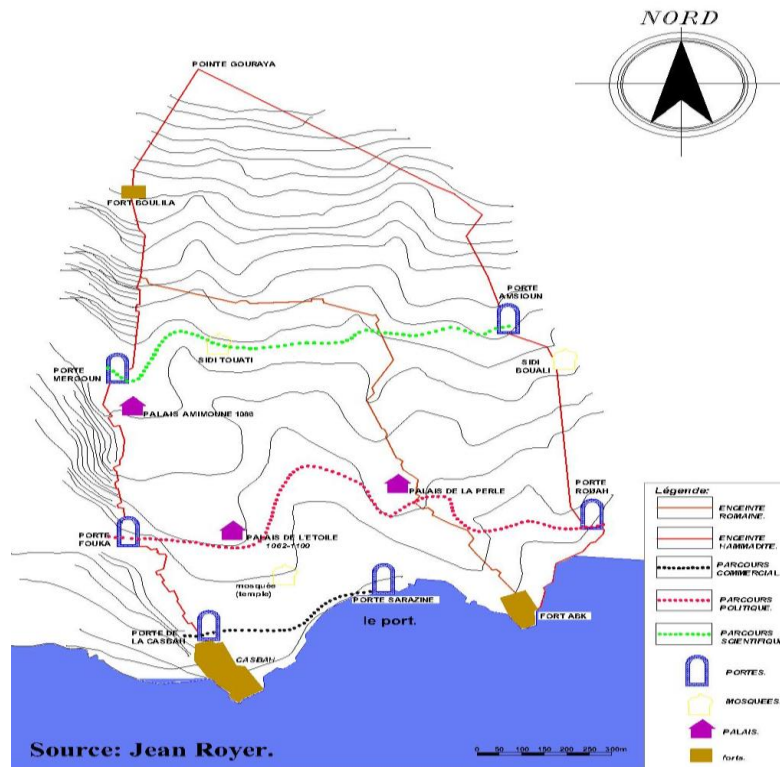 NORD
POINTE GOURAYA
FORT BOULILA
PORTE
AMSIOUN
SIDI TOUATI
SIDI
BOUALI
PORTE
MERGOUN
PALAIS AMIMOUNE 1086
PALAIS DE LA PERLE
PORTE
ROUAH
PORTE
FOUKA
PALAIS DE L'ETOILE
1062-1100
mosquée
(temple)
PORTE SARAZINE
FORT ABK
le port.
PORTE DE
LA CASBAH
CASBAH
Légende:
ENCEINTE
ROMAINE.
ENCEINTE
HAMMADITE.
PARCOURS
COMMERCIAL.
PARCOURS
POLITIQUE.
PARCOURS
SCIENTIFIQU
PORTES.
MOSQUEES.
PALAIS.
forts.
Source: Jean Royer.
0 50 100 200 300m